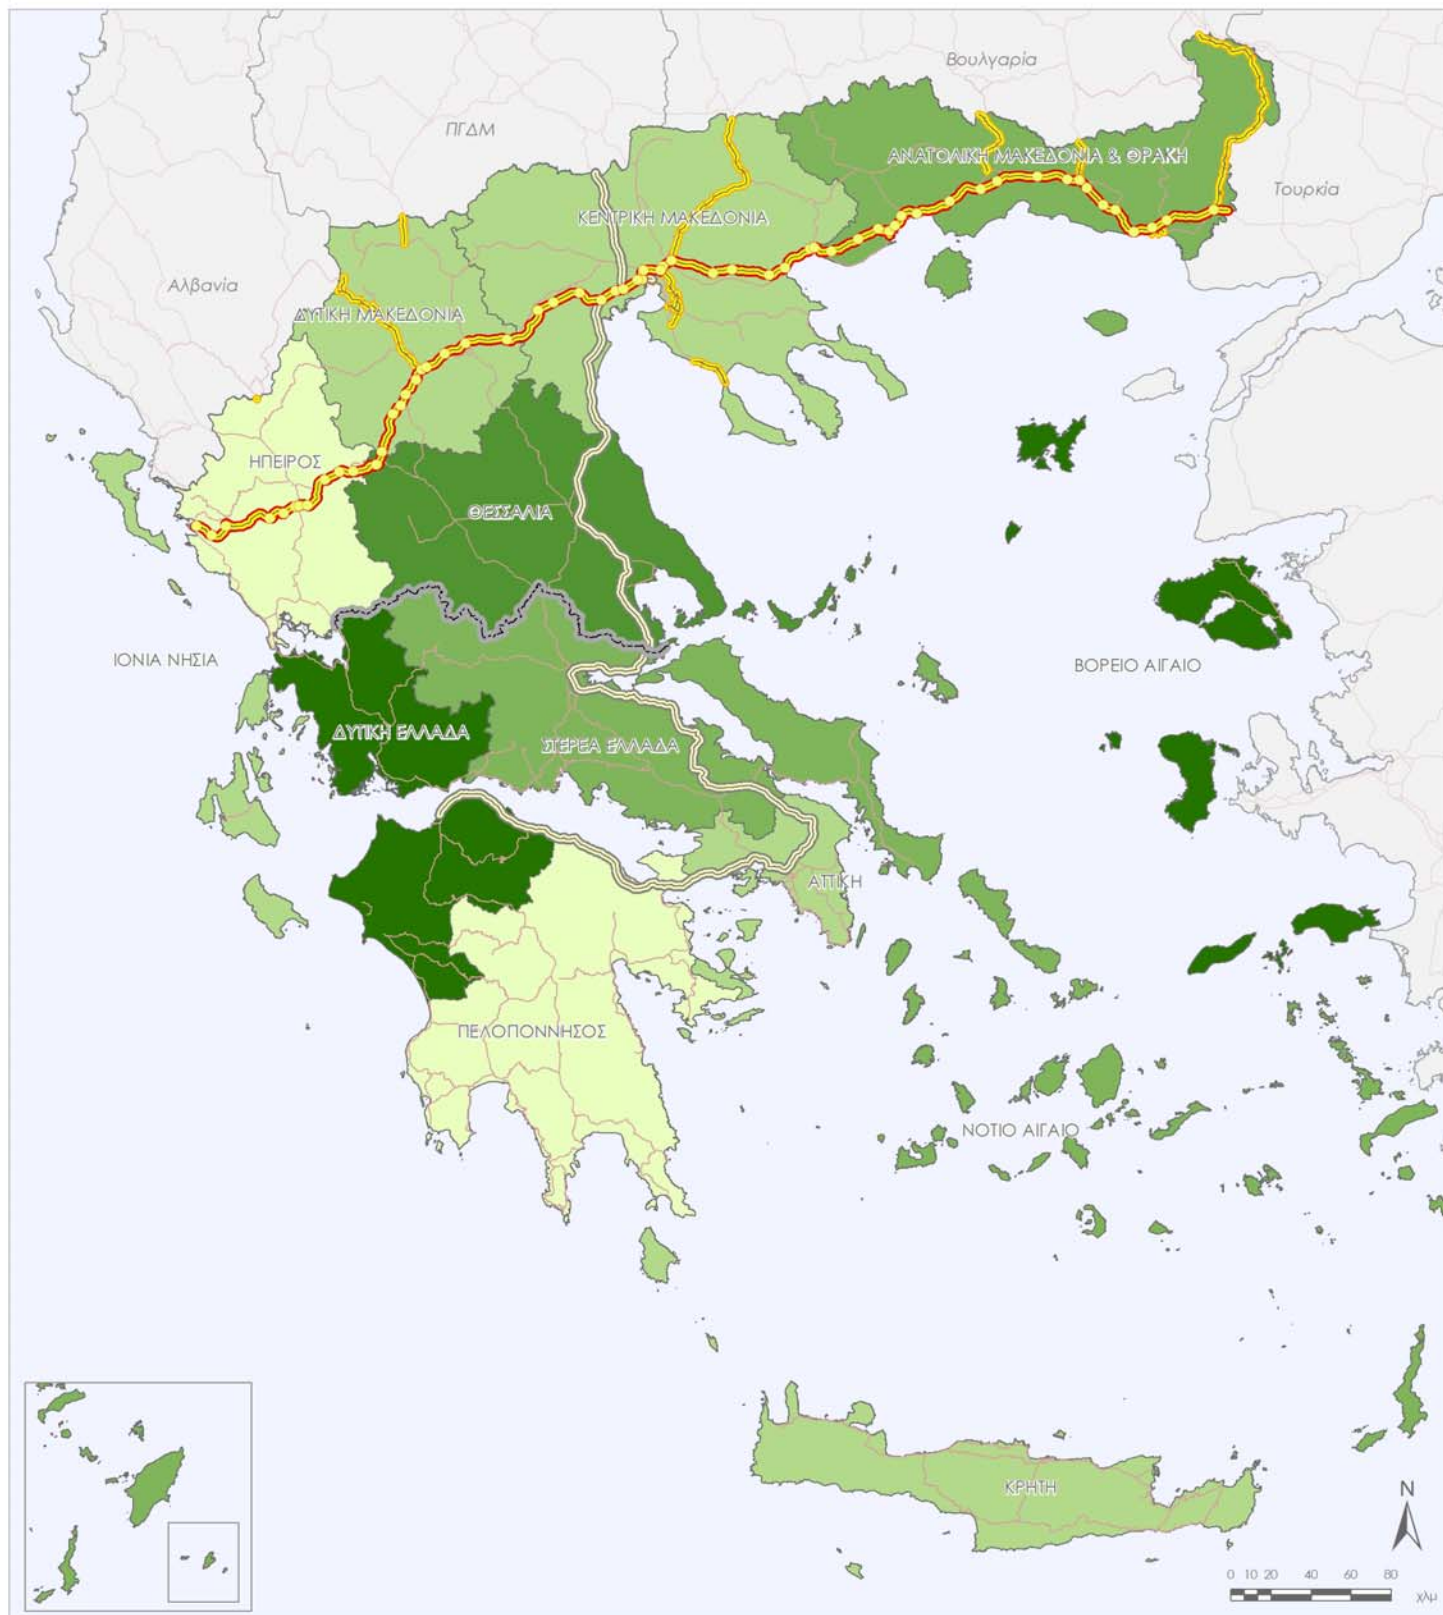 Βουλγαρία
ΠΓΔΜ
ΑΝΑΤΟΛΙΚΗ ΜΑΚΕΔΟΝΙΑ & ΘΡΑΚΗ
Τουρκία
ΚΕΝΤΡΙΚΗ ΜΑΚΕΔΟΝΙΑ
Αλβανία
ΔΥΤΙΚΗ ΜΑΚΕΔΟΝΙΑ
ΗΠΕΙΡΟΣ
ΘΕΣΣΑΛΙΑ
ΙΟΝΙΑ ΝΗΣΙΑ
ΒΟΡΕΙΟ ΑΙΓΑΙΟ
ΔΥΤΙΚΗ ΕΛΛΑΔΑ
ΣΤΕΡΕΑ ΕΛΛΑΔΑ
ΑΤΤΙΚΗ
ΠΕΛΟΠΟΝΝΗΣΟΣ
ΝΟΤΙΟ ΑΙΓΑΙΟ
ΚΡΗΤΗ
N
0 10 20 40 60 80
χλμ